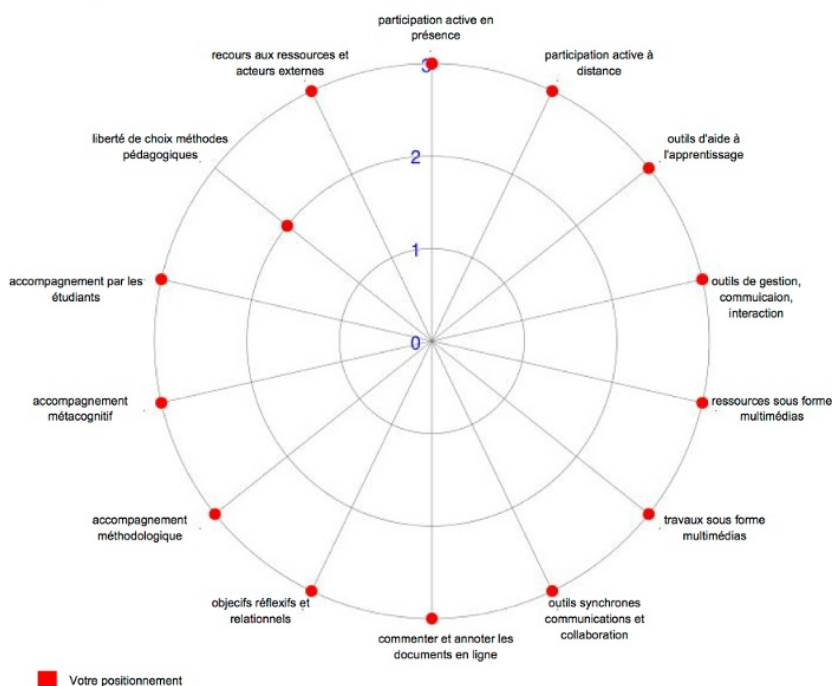 participation active en
présence
participation active à
distance
outils d'aide à
l'apprentissage
outils de gestion,
commuicaion,
interaction
ressources sous forme
multimédias
travaux sous forme
multimédias
outils synchrones
communications et
collaboration
commenter et annoter les
documents en ligne
objecifs réflexifs et
relationnels
accompagnement
méthodologique
accompagnement
métacognitif
accompagnement par les
étudiants
liberté de choix méthodes
pédagogiques
recours aux ressources et
acteurs externes
3
2
1
0
Votre positionnement